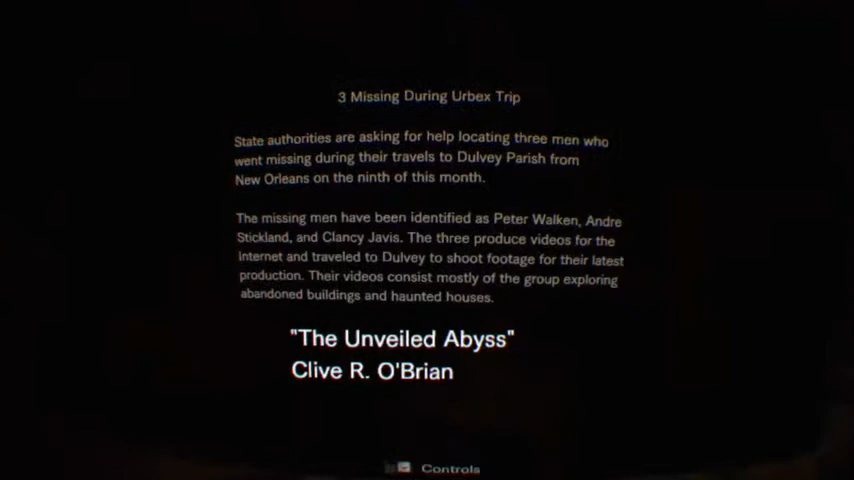 3 Missing During Urbex Trip
State authorities are asking for help locating three men who
went missing during their travels to Dulvey Parish from
New Orleans on the ninth of this month.
The missing men have been identified as Peter Walken, Andre
Stickland, and Clancy Javis. The three produce videos for the
Internet and traveled to Dulvey to shoot footage for their latest
production. Their videos consist mostly of the group exploring
abandoned buildings and haunted houses.
"The Unveiled Abyss"
Clive R. O'Brian
Controls